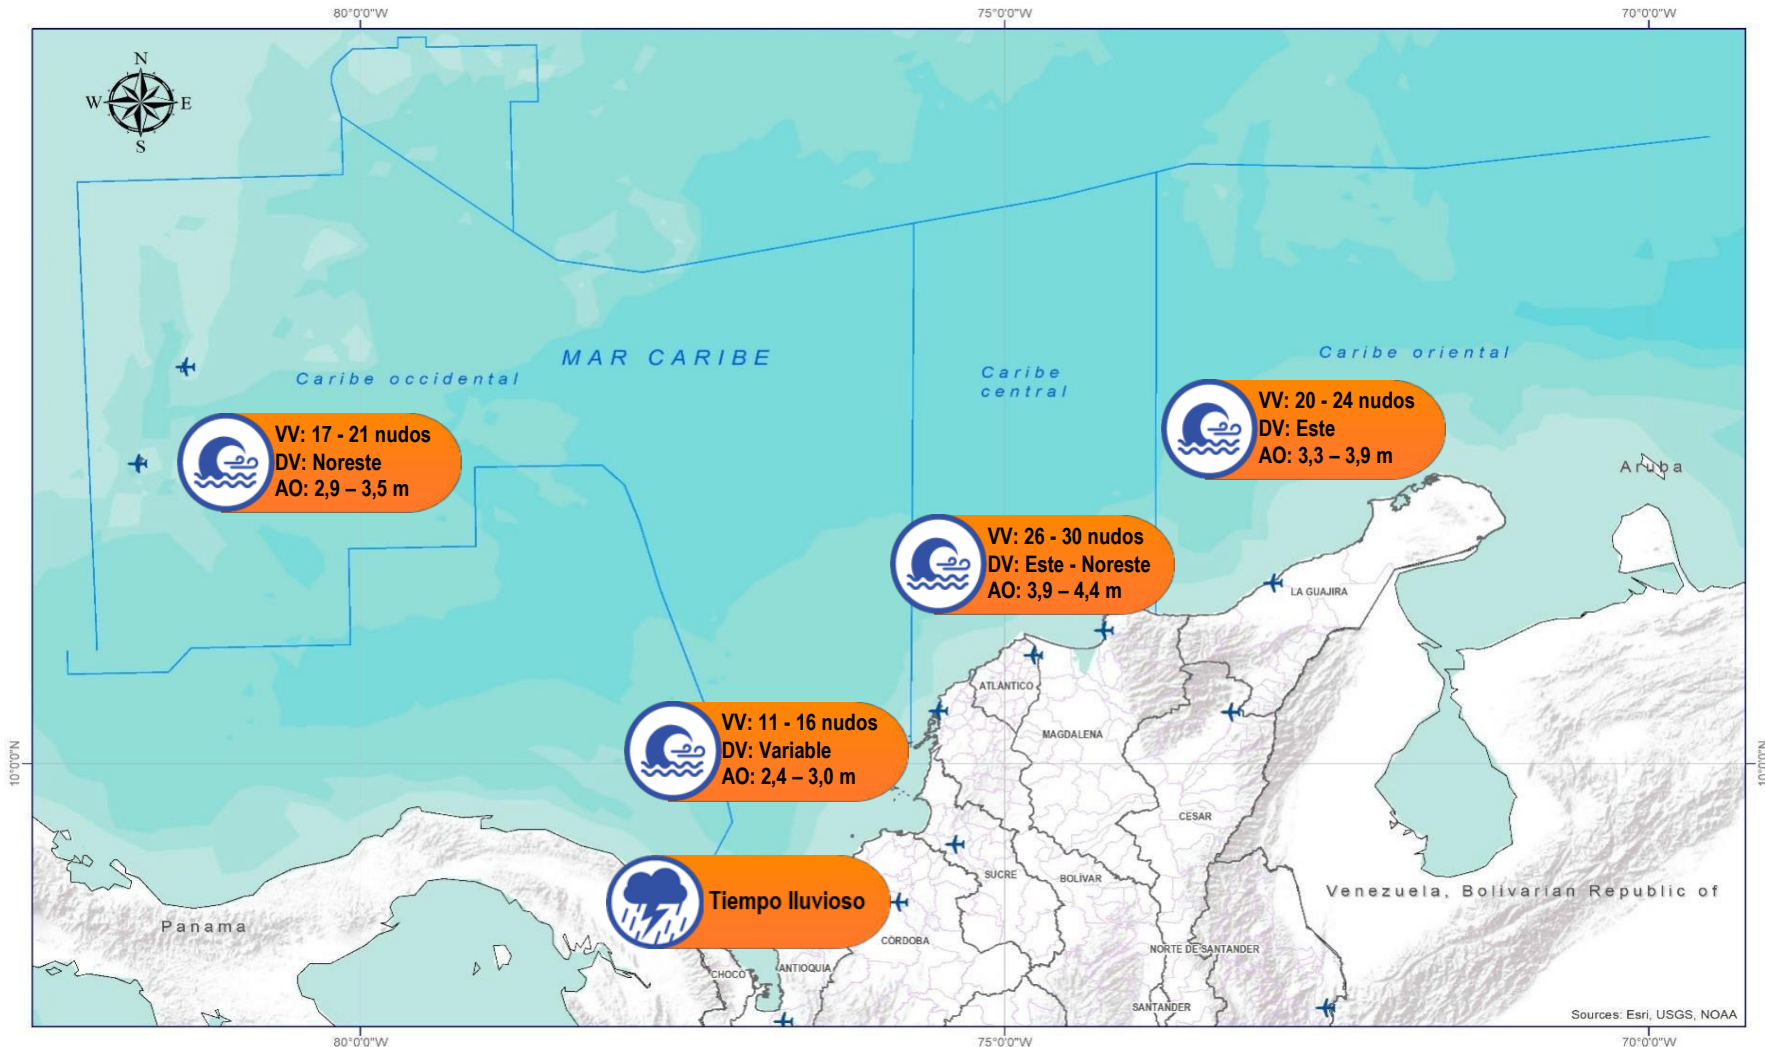 80°0'0"W
75°0'0"W
70°0'0"W
N
W
E
S
MAR CARIBE
Caribe occidental
Caribe
central
Caribe oriental
VV: 20 - 24 nudos
DV: Este
AO: 3,3 – 3,9 m
VV: 17 - 21 nudos
DV: Noreste
AO: 2,9 – 3,5 m
Aruba
VV: 26 - 30 nudos
DV: Este - Noreste
AO: 3,9 – 4,4 m
LA GUAJIRA
ATLÁNTICO
VV: 11 - 16 nudos
DV: Variable
AO: 2,4 – 3,0 m
MAGDALENA
10°0'0"N
10°0'0"N
CESAR
SUCRE
BOLÍVAR
Tiempo lluvioso
Venezuela, Bolivarian Republic of
Panama
CÓRDOBA
NORTE DE SANTANDER
CHOCO
ANTIOQUIA
SANTANDER
Sources: Esri, USGS, NOAA
80°0'0"W
75°0'0"W
70°0'0"W